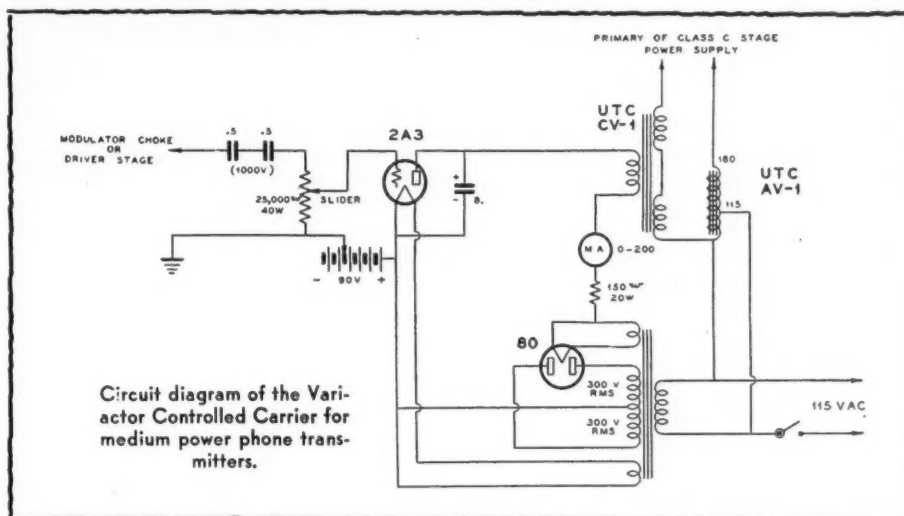 PRIMARY OF CLASS C STAGE
POWER SUPPLY
UTC
CV-1
2A3
MODULATOR CHOKE
OR
DRIVER STAGE
.5 .5
(1000V)
180
UTC
AV-1
115
25,000ω
40W
SLIDER
+
-
8.
MA 0-200
- 90V +
150ω
20W
80
300 V
RMS
300 V
RMS
115 VAC
Circuit diagram of the Vari-
actor Controlled Carrier for
medium power phone trans-
mitters.